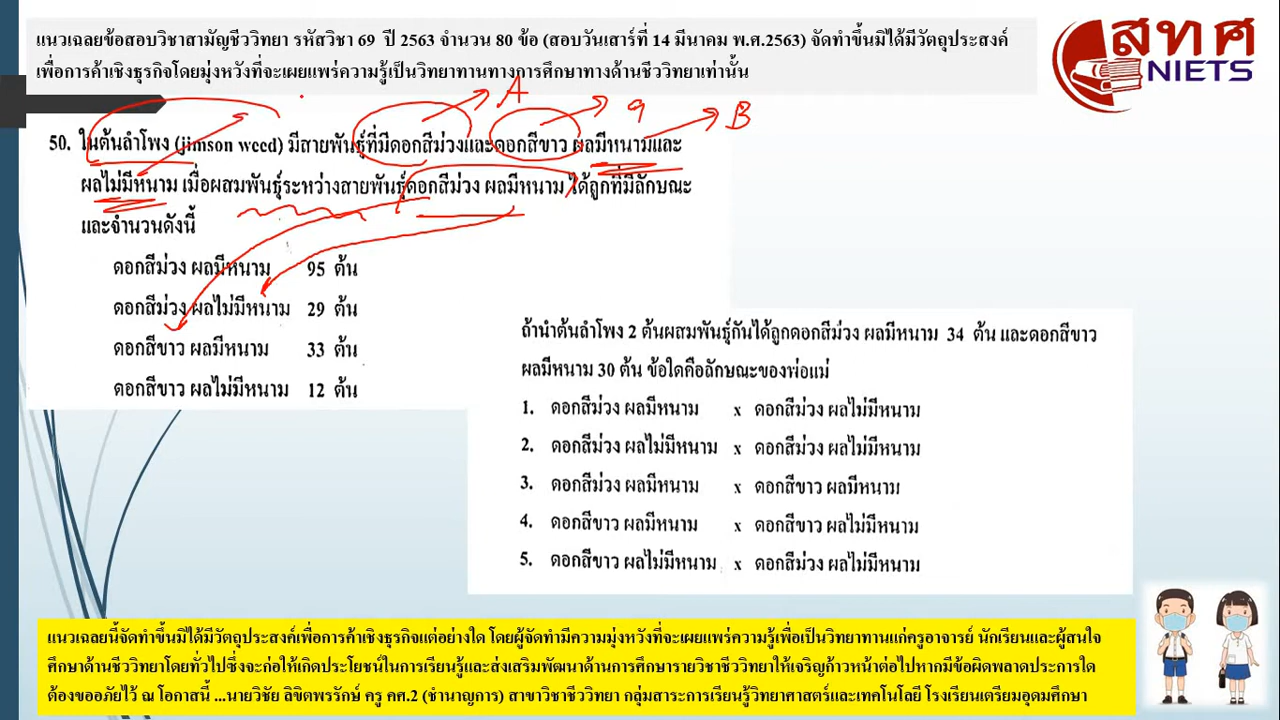 แนวเฉลยข้อสอบวิชาสามัญชีววิทยา รหัสวิชา 69 ปี 2563 จำนวน 80 ข้อ (สอบวันเสาร์ที่ 14 มีนาคม พ.ศ.2563) จัดทำขึ้นมิได้มีวัตถุประสงค์
เพื่อการค้าเชิงธุรกิจโดยมุ่งหวังที่จะเผยแพร่ความรู้เป็นวิทยาทานทางการศึกษาทางด้านชีววิทยาเท่านั้น
สทศ
NIETS
A
a
B
50. ในต้นลำโพง (jimson weed) มีสายพันธุ์ที่มีดอกสีม่วงและดอกสีขาว ผลมีหนามและ
ผลไม่มีหนาม เมื่อผสมพันธุ์ระหว่างสายพันธุ์ดอกสีม่วง ผลมีหนาม ได้ลูกที่มีลักษณะ
และจำนวนดังนี้
ดอกสีม่วง ผลมีหนาม 95 ต้น
ดอกสีม่วง ผลไม่มีหนาม 29 ต้น
ดอกสีขาว ผลมีหนาม 33 ต้น
ดอกสีขาว ผลไม่มีหนาม 12 ต้น
ถ้านำต้นลำโพง 2 ต้นผสมพันธุ์กันได้ลูกดอกสีม่วง ผลมีหนาม 34 ต้น และดอกสีขาว
ผลมีหนาม 30 ต้น ข้อใดคือลักษณะของพ่อแม่
1. ดอกสีม่วง ผลมีหนาม x ดอกสีม่วง ผลไม่มีหนาม
2. ดอกสีม่วง ผลไม่มีหนาม x ดอกสีม่วง ผลไม่มีหนาม
3. ดอกสีม่วง ผลมีหนาม x ดอกสีขาว ผลมีหนาม
4. ดอกสีขาว ผลมีหนาม x ดอกสีขาว ผลไม่มีหนาม
5. ดอกสีขาว ผลไม่มีหนาม x ดอกสีม่วง ผลไม่มีหนาม
แนวเฉลยนี้จัดทำขึ้นมิได้มีวัตถุประสงค์เพื่อการค้าเชิงธุรกิจแต่อย่างใด โดยผู้จัดทำมีความมุ่งหวังที่จะเผยแพร่ความรู้เพื่อเป็นวิทยาทานแก่ครูอาจารย์ นักเรียนและผู้สนใจ
ศึกษาด้านชีววิทยาโดยทั่วไปซึ่งจะก่อให้เกิดประโยชน์ในการเรียนรู้และส่งเสริมพัฒนาด้านการศึกษารายวิชาชีววิทยาให้เจริญก้าวหน้าต่อไปหากมีข้อผิดพลาดประการใด
ต้องขออภัยไว้ ณ โอกาสนี้ ...นายวิชัย ลิขิตพรรักษ์ ครู คศ.2 (ชำนาญการ) สาขาวิชาชีววิทยา กลุ่มสาระการเรียนรู้วิทยาศาสตร์และเทคโนโลยี โรงเรียนเตรียมอุดมศึกษา